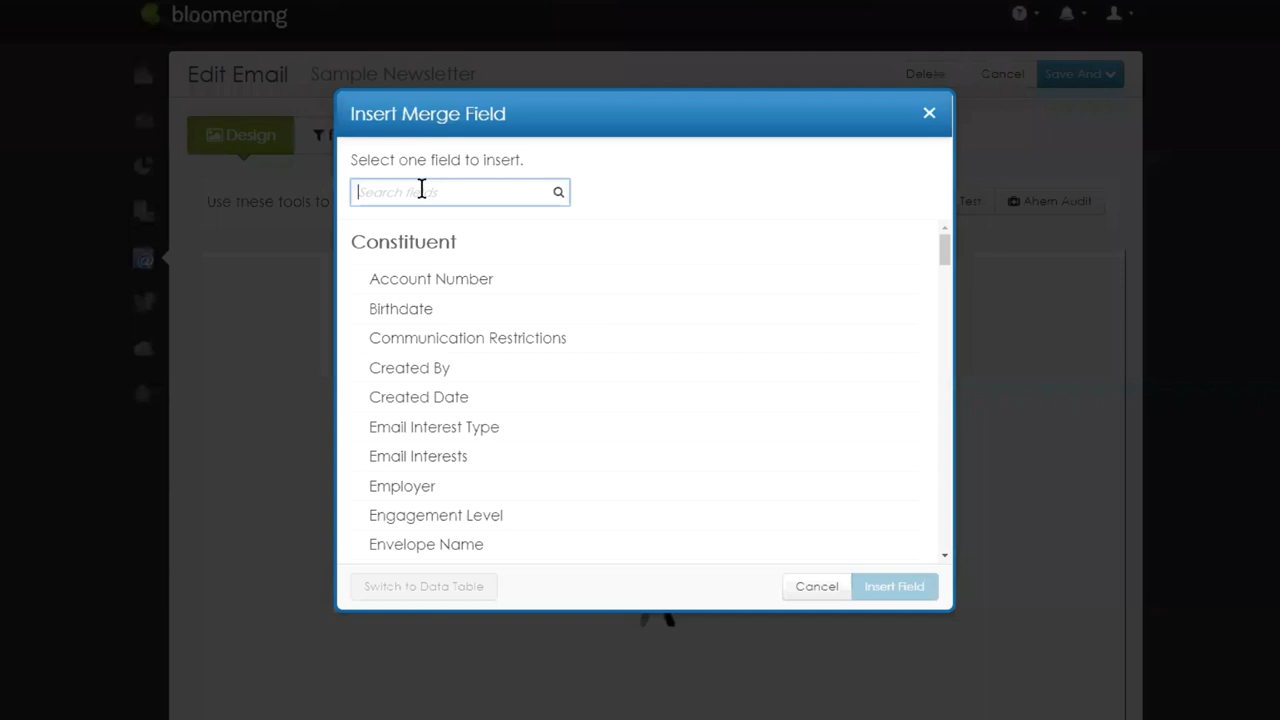 bloomerang
Edit Email Sample Newsletter Delete Cancel Save And
Insert Merge Field
Design
Select one field to insert.
Search fields
Use these tools to
Test Ahem Audit
Constituent
Account Number
Birthdate
Communication Restrictions
Created By
Created Date
Email Interest Type
Email Interests
Employer
Engagement Level
Envelope Name
Switch to Data Table Cancel Insert Field